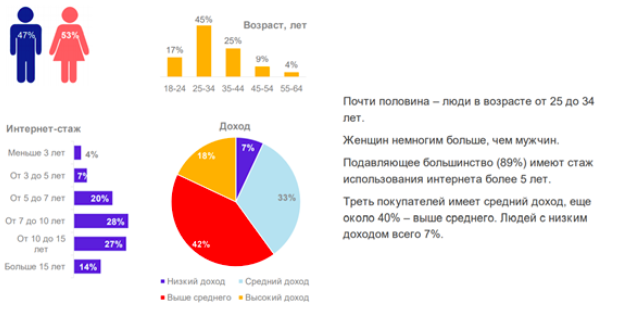 47%
53%
Возраст, лет
17%
45%
25%
9%
4%
18-24 25-34 35-44 45-54 55-64
Интернет-стаж
Меньше 3 лет 4%
От 3 до 5 лет 7%
От 5 до 7 лет 20%
От 7 до 10 лет 28%
От 10 до 15
лет 27%
Больше 15 лет 14%
Доход
7%
33%
42%
18%
Низкий доход Средний доход
Выше среднего Высокий доход
Почти половина – люди в возрасте от 25 до 34
лет.
Женщин немногим больше, чем мужчин.
Подавляющее большинство (89%) имеют стаж
использования интернета более 5 лет.
Треть покупателей имеет средний доход, еще
около 40% – выше среднего. Людей с низким
доходом всего 7%.